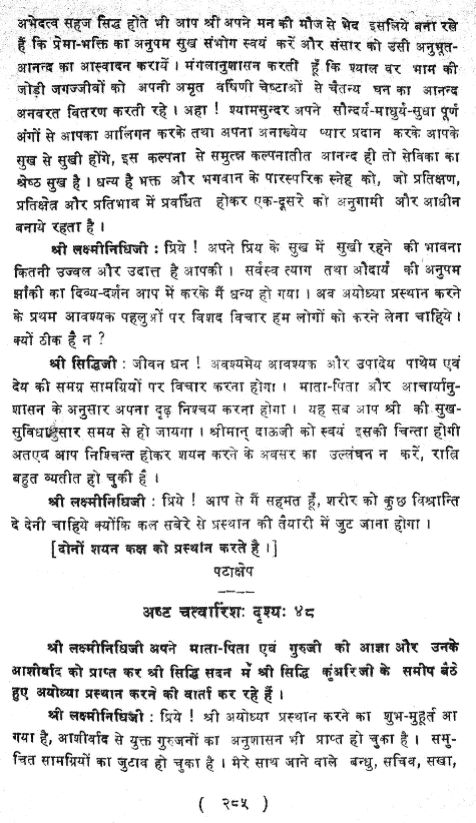 अभेदत्व सहज सिद्ध होते भी आप श्री अपने मन की मौज से भेद इसलिये बना रखे
हैं कि प्रेमा-भक्ति का अनुपम सुख संभोग स्वयं करें और संसार को उसी अनुभूत-
आनन्द का आस्वादन करायें। मंगलानुशासन करती हूँ कि श्याल वर भाम की
जोड़ी जगज्जीवों को अपनी अमृत वर्षिणी चेष्टाओं से चैतन्य घन का आनन्द
अनवरत वितरण करती रहे। अहा ! श्यामसुन्दर अपने सौन्दर्य-माधुर्य-सुधा पूर्ण
अंगों से आपका आलिंगन करके तथा अपना अनाख्येय प्यार प्रदान करके आपके
सुख से सुखी होंगे, इस कल्पना से समुत्पन्न कल्पनातीत आनन्द ही तो सेविका का
श्रेष्ठ सुख है। धन्य है भक्त और भगवान के पारस्परिक स्नेह को, जो प्रतिक्षण,
प्रतिक्षेत्र और प्रतिभाव में प्रवर्धित होकर एक-दूसरे को अनुगामी और आधीन
बनाये रहता है।
श्री लक्ष्मीनिधिजी : प्रिये ! अपने प्रिय के सुख में सुखी रहने की भावना
कितनी उज्वल और उदात्त है आपकी। सर्वस्व त्याग तथा औदार्य की अनुपम
झाँकी का दिव्य-दर्शन आप में करके मैं धन्य हो गया। अब अयोध्या प्रस्थान करने
के प्रथम आवश्यक पहलुओं पर विशद विचार हम लोगों को करने लेना चाहिये।
क्यों ठीक है न ?
श्री सिद्धिजी : जीवन धन ! अवश्यमेव आवश्यक और उपादेय पाथेय एवं
देय की समग्र सामग्रियों पर विचार करना होगा। माता-पिता और आचार्यानु-
शासन के अनुसार अपना दृढ़ निश्चय करना होगा। यह सब आप श्री की सुख-
सुविधानुसार समय से हो जायगा। श्रीमान् दाऊजी को स्वयं इसकी चिन्ता होगी
अतएव आप निश्चिन्त होकर शयन करने के अवसर का उल्लंघन न करें, रात्रि
बहुत व्यतीत हो चुकी है।
श्री लक्ष्मीनिधिजी : प्रिये ! आप से मैं सहमत हूँ, शरीर को कुछ विश्रान्ति
दे देनी चाहिये क्योंकि कल सबेरे से प्रस्थान की तैयारी में जुट जाना होगा।
[दोनों शयन कक्ष को प्रस्थान करते है।]
पटाक्षेप
अष्ट चत्वारिंशः दृश्यः ४८
श्री लक्ष्मीनिधिजी अपने माता-पिता एवं गुरुजी की आज्ञा और उनके
आशीर्वाद को प्राप्त कर श्री सिद्धि सदन में श्री सिद्धि कुंअरिजी के समीप बैठे
हुए अयोध्या प्रस्थान करने की वार्ता कर रहे हैं।
श्री लक्ष्मीनिधिजी : प्रिये ! श्री अयोध्या प्रस्थान करने का शुभ-मुहूर्त आ
गया है, आशीर्वाद से युक्त गुरुजनों का अनुशासन भी प्राप्त हो चुका है। समु-
चित सामग्रियों का जुटाव हो चुका है। मेरे साथ जाने वाले बन्धु, सचिव, सखा,
( २८५ )